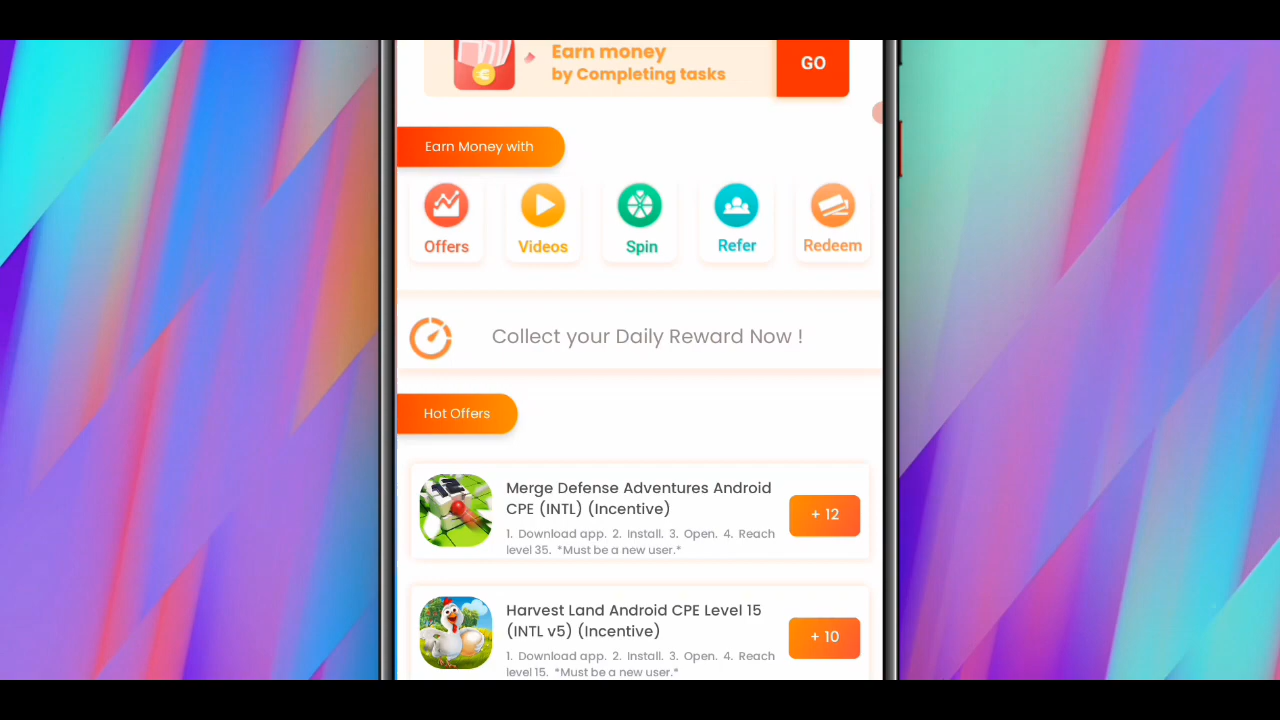 Earn money
by Completing tasks
GO
Earn Money with
Offers
Videos
Spin
Refer
Redeem
Collect your Daily Reward Now !
Hot Offers
Merge Defense Adventures Android
CPE (INTL) (Incentive)
1. Download app. 2. Install. 3. Open. 4. Reach
level 35. *Must be a new user.*
+ 12
Harvest Land Android CPE Level 15
(INTL v5) (Incentive)
1. Download app. 2. Install. 3. Open. 4. Reach
level 15. *Must be a new user.*
+ 10